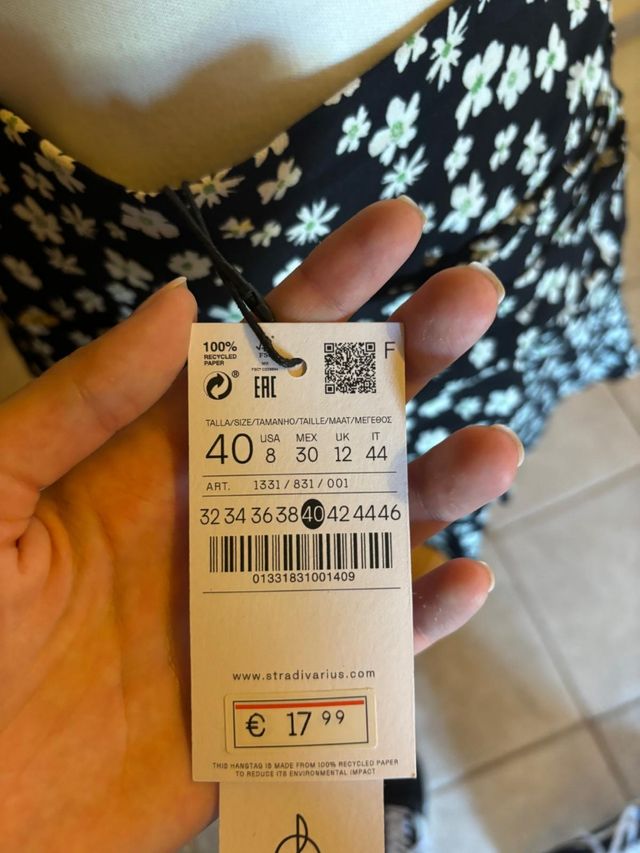 100%
RECYCLED
PAPER
F
EAC
TALLA/SIZE/TAMANHO/TAILLE/MAAT/ΜΕΓΕΘΟΣ
40 USA 8 MEX 30 UK 12 IT 44
ART. 1331 / 831 / 001
32 34 36 38 40 42 44 46
01331831001409
www.stradivarius.com
€ 17 99
THIS HANGTAG IS MADE FROM 100% RECYCLED PAPER
TO REDUCE ITS ENVIRONMENTAL IMPACT